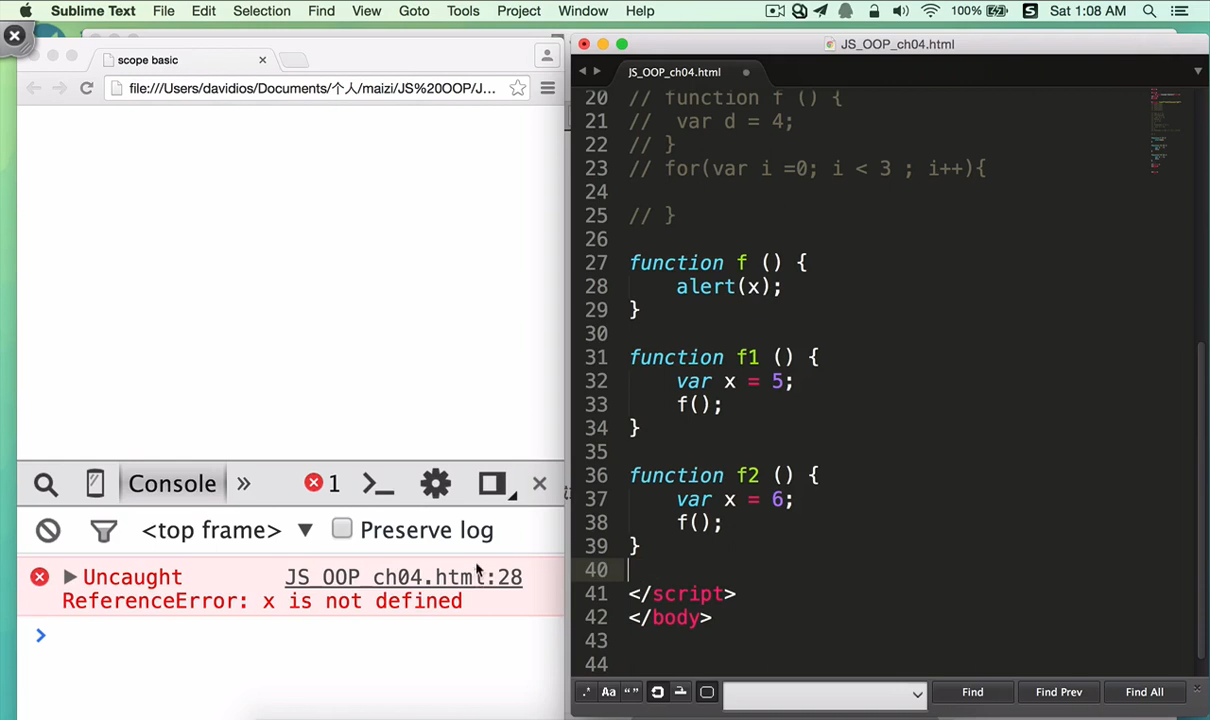 Sublime Text File Edit Selection Find View Goto Tools Project Window Help 100% Sat 1:08 AM
scope basic
file:///Users/davidios/Documents/个人/maizi/JS%20OOP/J...
Console » 1
<top frame> ▼ Preserve log
Uncaught JS_OOP_ch04.html:28
ReferenceError: x is not defined
JS_OOP_ch04.html
JS_OOP_ch04.html
20 // function f () {
21 // var d = 4;
22 // }
23 // for(var i =0; i < 3 ; i++){
24
25 // }
26
27 function f () {
28 alert(x);
29 }
30
31 function f1 () {
32 var x = 5;
33 f();
34 }
35
36 function f2 () {
37 var x = 6;
38 f();
39 }
40
41 </script>
42 </body>
43
44
.* Aa “” Find Find Prev Find All